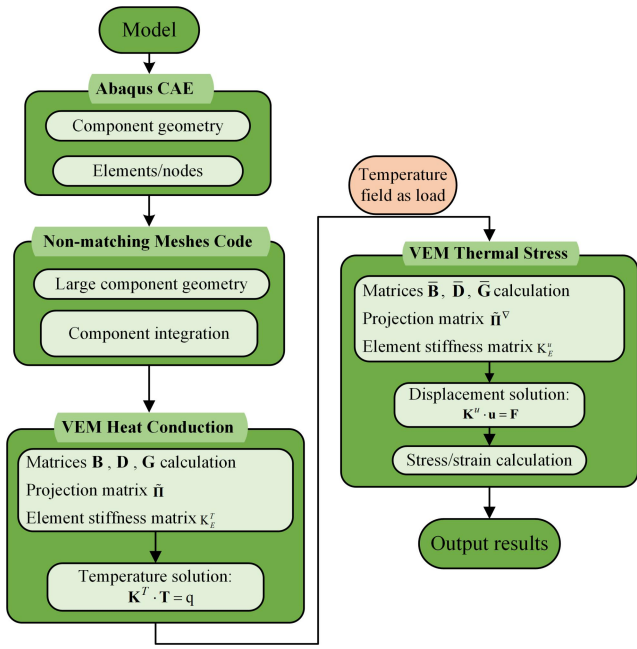 Model
Abaqus CAE
Component geometry
Elements/nodes
Non-matching Meshes Code
Large component geometry
Component integration
VEM Heat Conduction
Matrices B , D , G calculation
Projection matrix Π̃
Element stiffness matrix K_E^T
Temperature solution:
K^T · T = q
Temperature
field as load
VEM Thermal Stress
Matrices B̅ , D̅ , G̅ calculation
Projection matrix Π̃^∇
Element stiffness matrix K_E^u
Displacement solution:
K^u · u = F
Stress/strain calculation
Output results